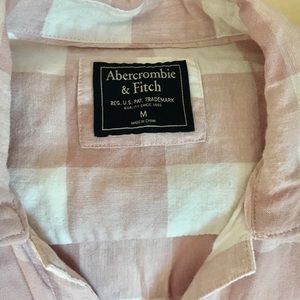 Abercrombie
& Fitch
REG. U.S. PAT. TRADEMARK
QUALITY SINCE 1892
M
MADE IN CHINA